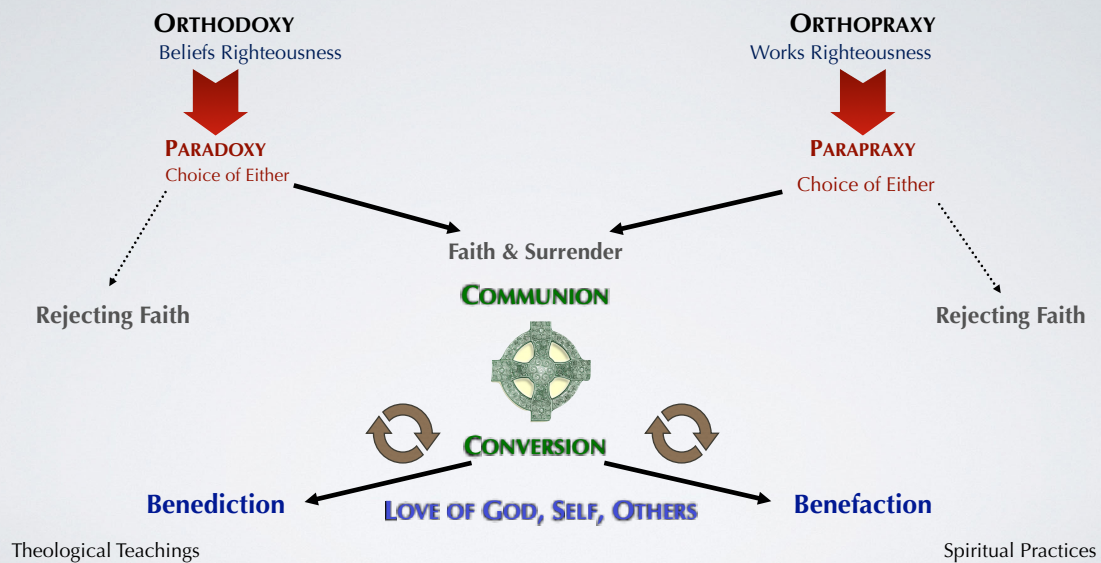 ORTHODOXY
Beliefs Righteousness
ORTHOPRAXY
Works Righteousness
PARADOXY
Choice of Either
PARAPRAXY
Choice of Either
Faith & Surrender
COMMUNION
Rejecting Faith
Rejecting Faith
CONVERSION
Benediction
LOVE OF GOD, SELF, OTHERS
Benefaction
Theological Teachings
Spiritual Practices